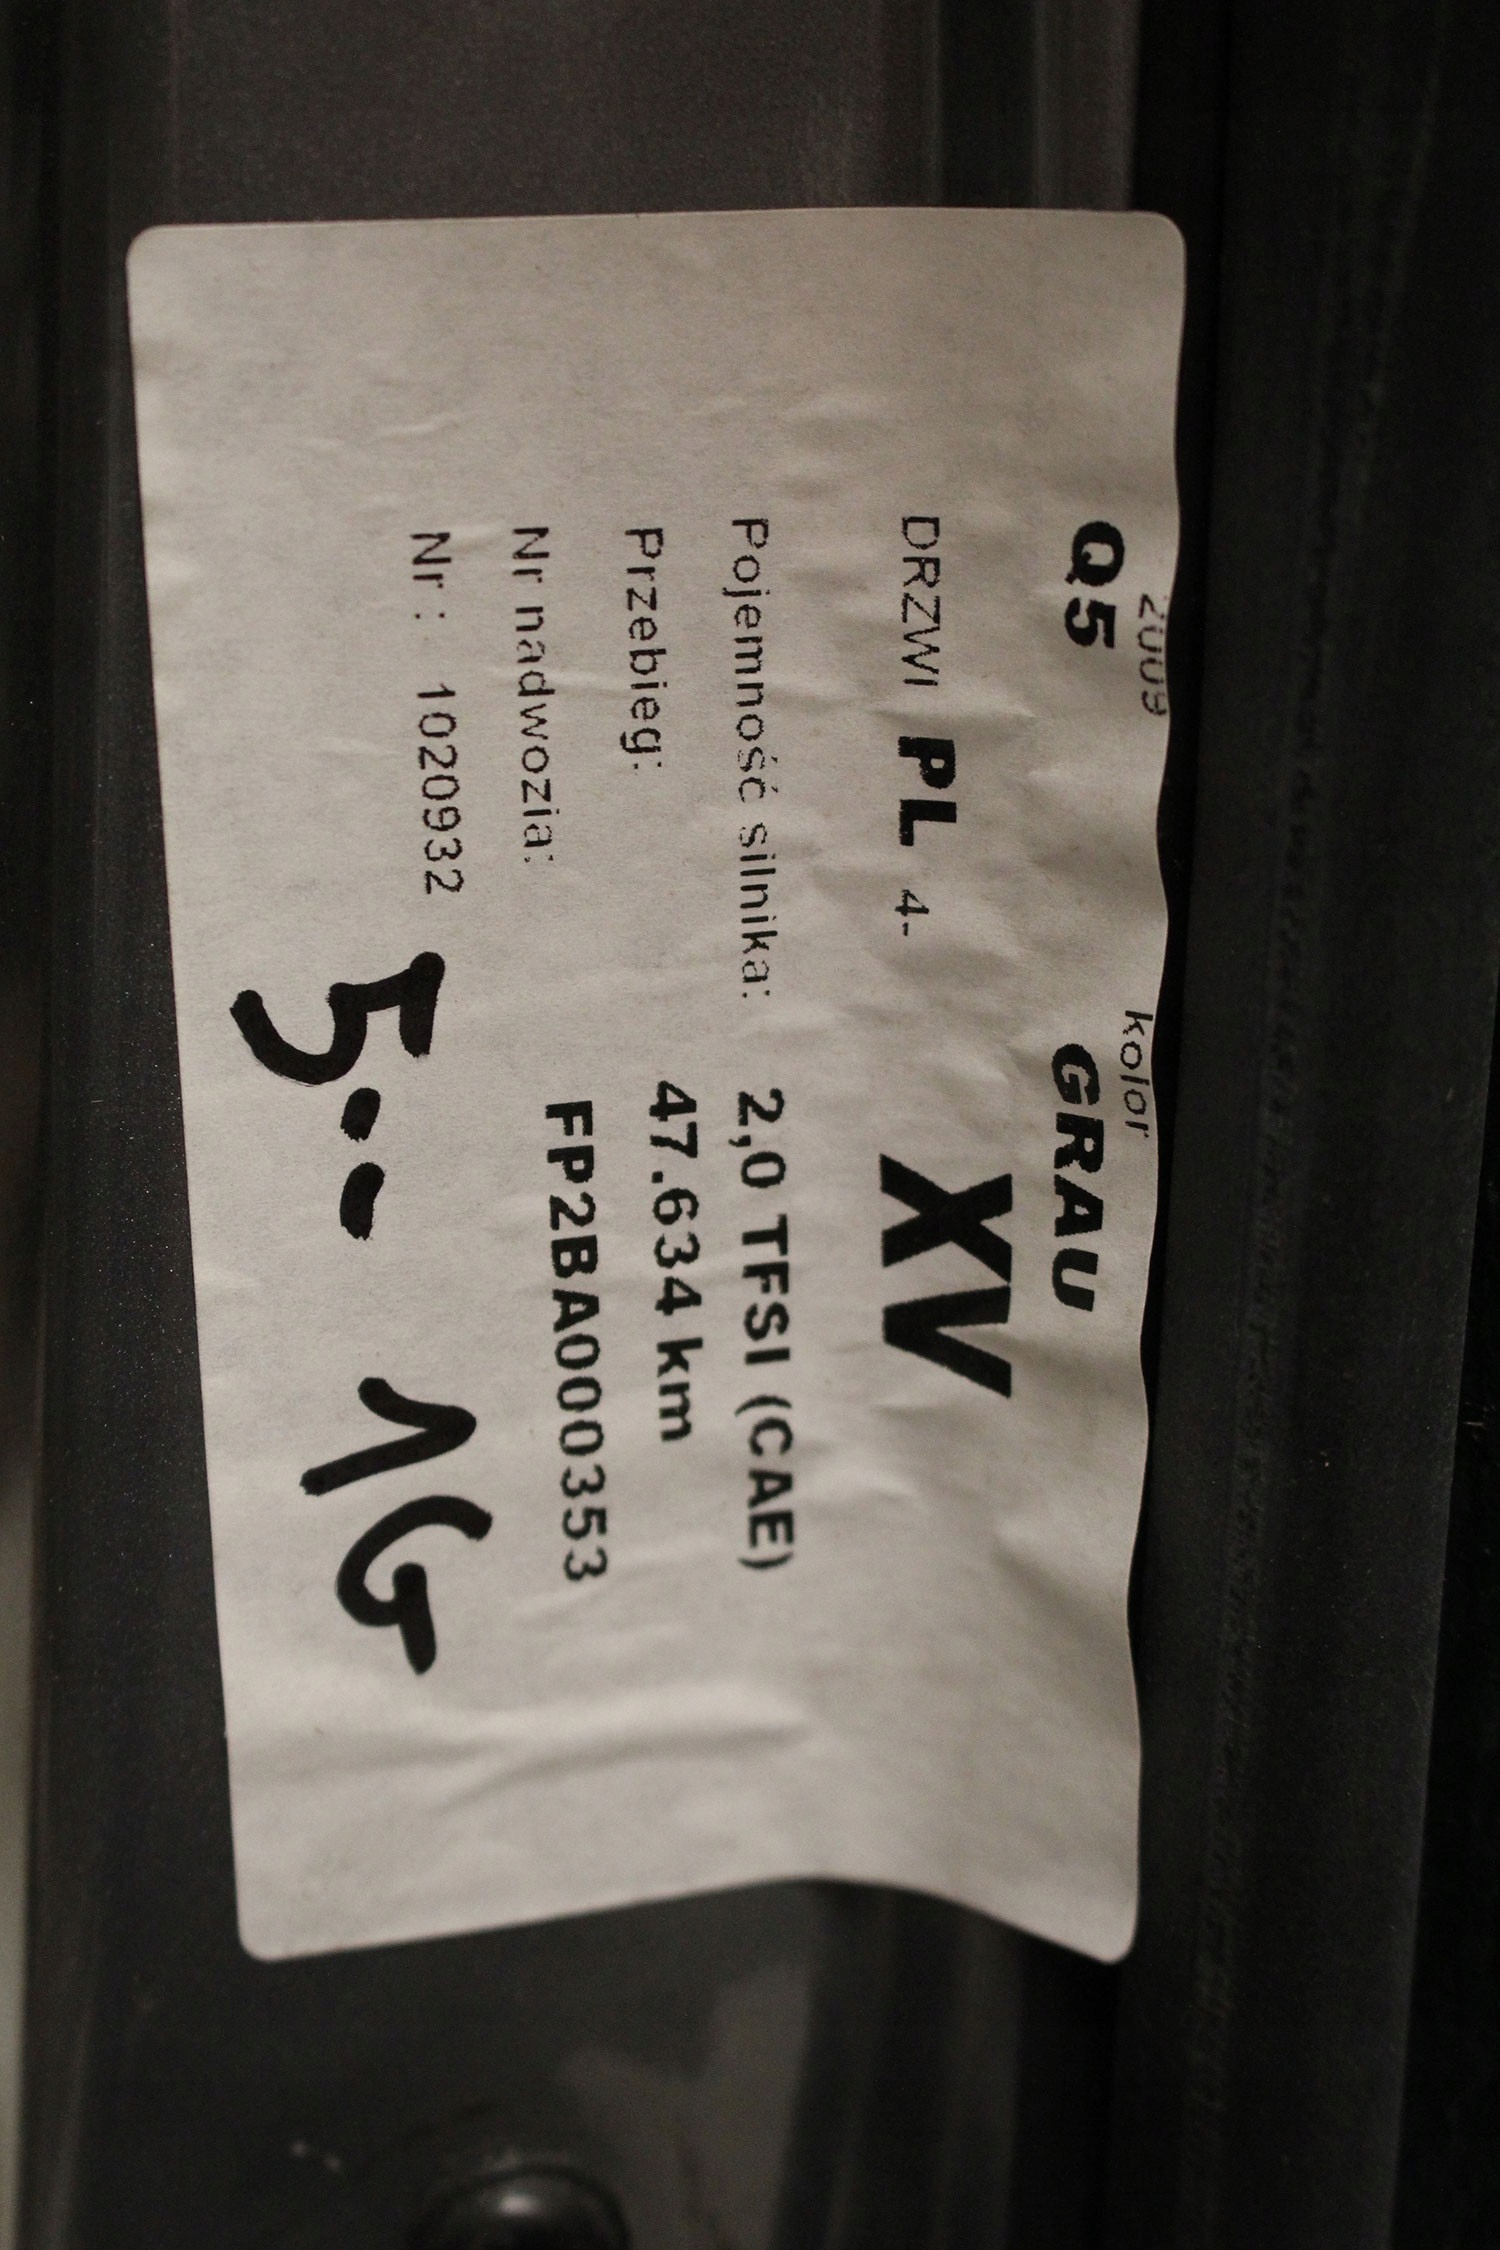 2009 kolor
Q5 GRAU
DRZWI PL 4- XV
Pojemność silnika: 2,0 TFSI (CAE)
Przebieg: 47.634 km
Nr nadwozia: FP2BA000353
Nr : 1020932
5.. 1G